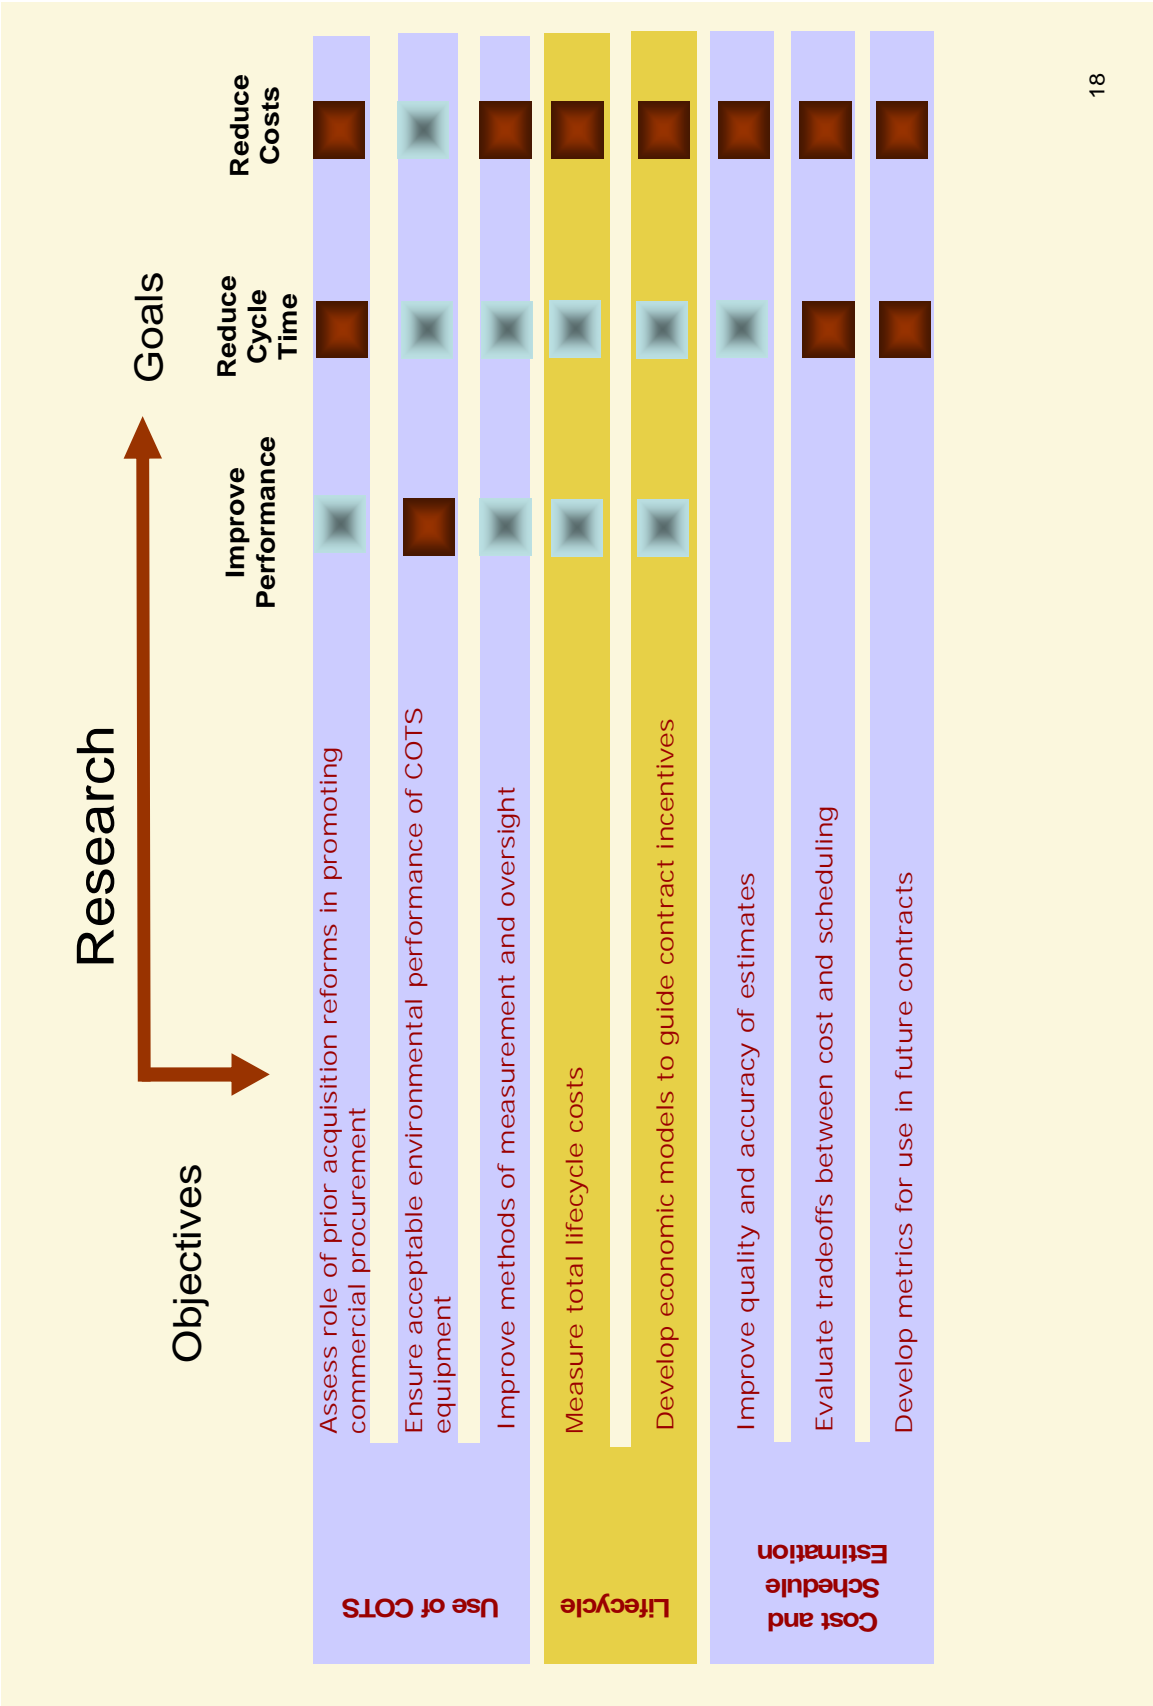 Research
Goals
Objectives
Improve
Performance
Reduce
Cycle
Time
Reduce
Costs
Use of COTS
Assess role of prior acquisition reforms in promoting
commercial procurement
Ensure acceptable environmental performance of COTS
equipment
Improve methods of measurement and oversight
Lifecycle
Measure total lifecycle costs
Develop economic models to guide contract incentives
Cost and
Schedule
Estimation
Improve quality and accuracy of estimates
Evaluate tradeoffs between cost and scheduling
Develop metrics for use in future contracts
18